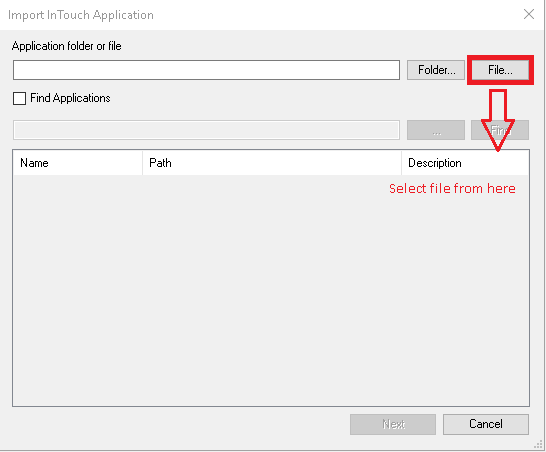 Import InTouch Application
Application folder or file
Folder... File...
Find Applications
... Find
Name Path Description
Select file from here
Next Cancel